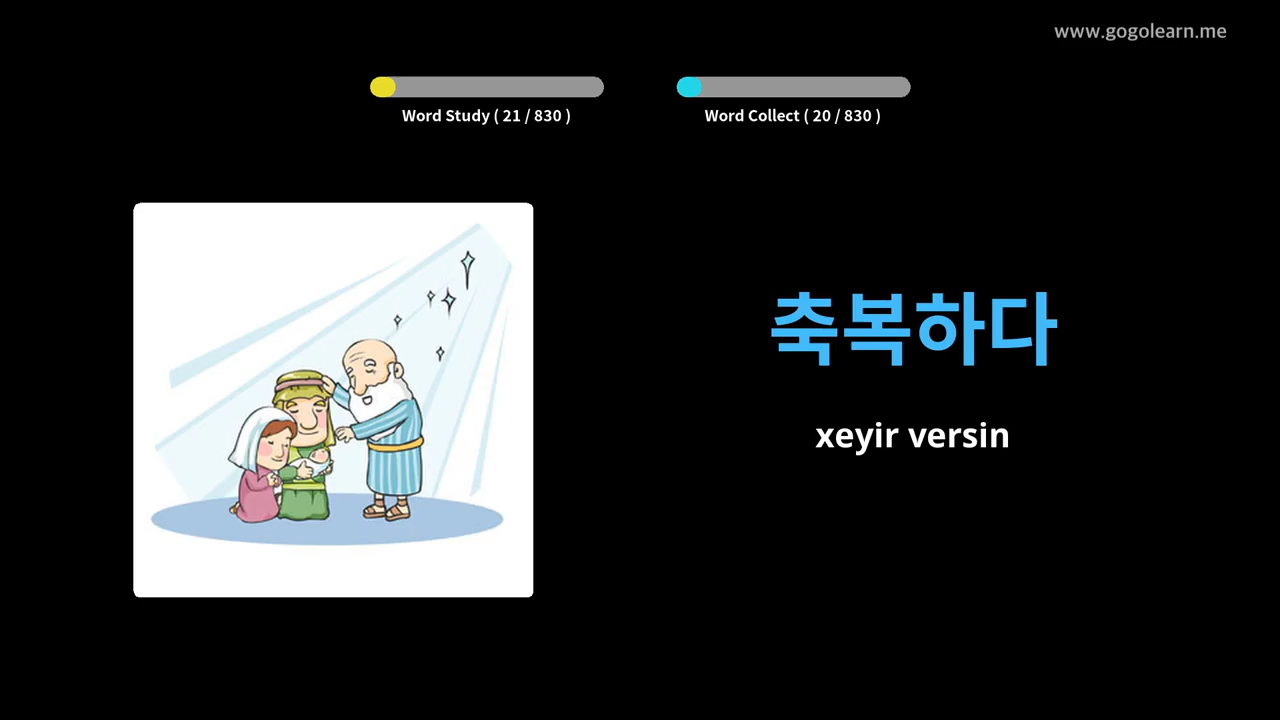 www.gogolearn.me
Word Study ( 21 / 830 )
Word Collect ( 20 / 830 )
축복하다
xeyir versin